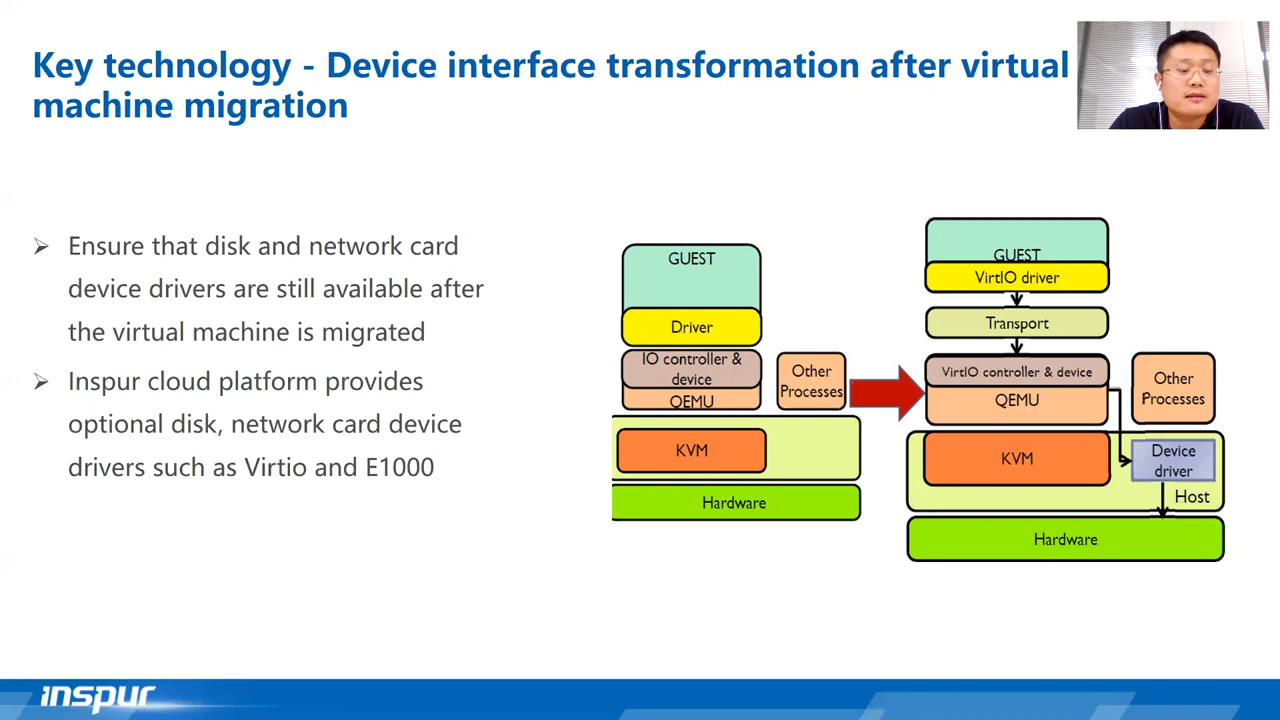 Key technology - Device interface transformation after virtual
machine migration
➢ Ensure that disk and network card
device drivers are still available after
the virtual machine is migrated
➢ Inspur cloud platform provides
optional disk, network card device
drivers such as Virtio and E1000
GUEST
Driver
IO controller &
device
QEMU
Other
Processes
KVM
Hardware
GUEST
VirtIO driver
Transport
VirtIO controller & device
QEMU
Other
Processes
KVM
Device
driver
Host
Hardware
inspur